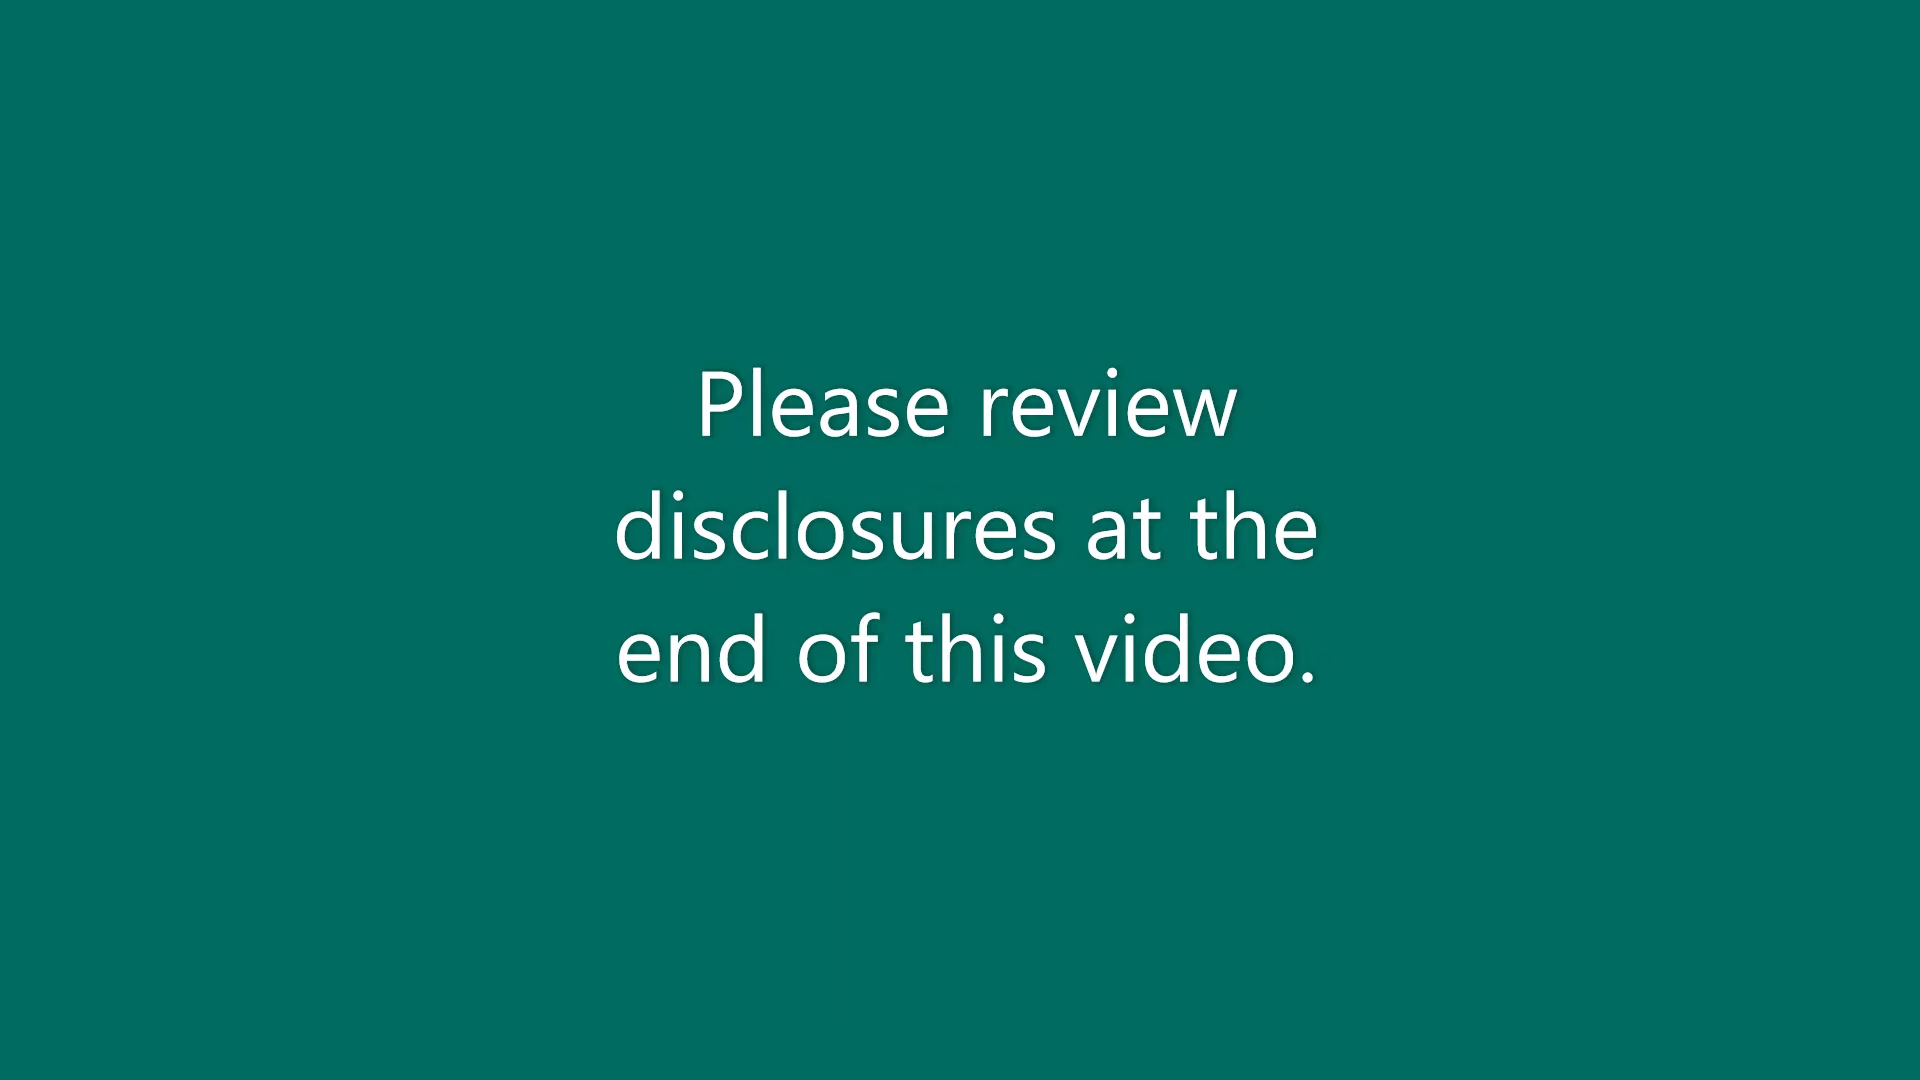 Please review
disclosures at the
end of this video.